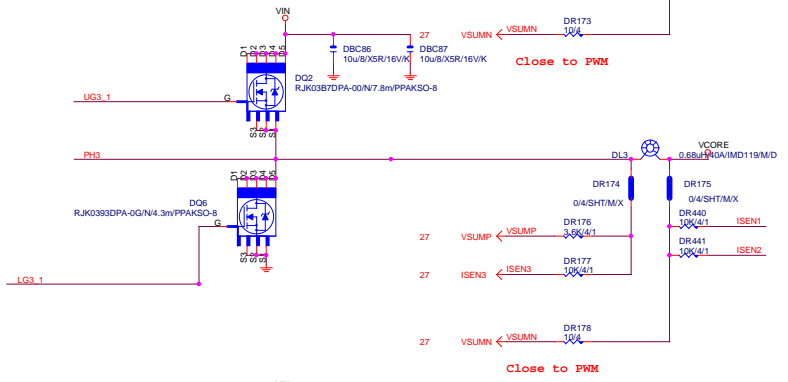 VIN
DR173
10/4
27 VSUMN VSUMN
Close to PWM
DBC86
10u/8/X5R/16V/K
DBC87
10u/8/X5R/16V/K
D1 D2 D3 D4 D5
DQ2
RJK03B7DPA-00/N/7.8m/PPAKSO-8
UG3_1
G
S3 S2 S1
PH3
DL3
VCORE
0.68uH/40A/IMD119/M/D
D1 D2 D3 D4 D5
DQ6
RJK0393DPA-0G/N/4.3m/PPAKSO-8
G
S3 S2 S1
DR174
0/4/SHT/M/X
DR175
0/4/SHT/M/X
DR440
10K/4/1
ISEN1
DR441
10K/4/1
ISEN2
27 VSUMP VSUMP
DR176
3.6K/4/1
27 ISEN3 ISEN3
DR177
10K/4/1
LG3_1
27 VSUMN VSUMN
DR178
10/4
Close to PWM